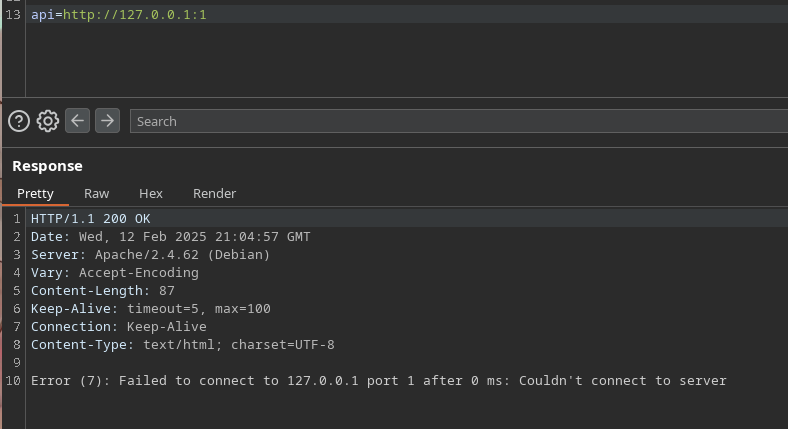 13 api=http://127.0.0.1:1
Search
Response
Pretty Raw Hex Render
1 HTTP/1.1 200 OK
2 Date: Wed, 12 Feb 2025 21:04:57 GMT
3 Server: Apache/2.4.62 (Debian)
4 Vary: Accept-Encoding
5 Content-Length: 87
6 Keep-Alive: timeout=5, max=100
7 Connection: Keep-Alive
8 Content-Type: text/html; charset=UTF-8
9
10 Error (7): Failed to connect to 127.0.0.1 port 1 after 0 ms: Couldn't connect to server